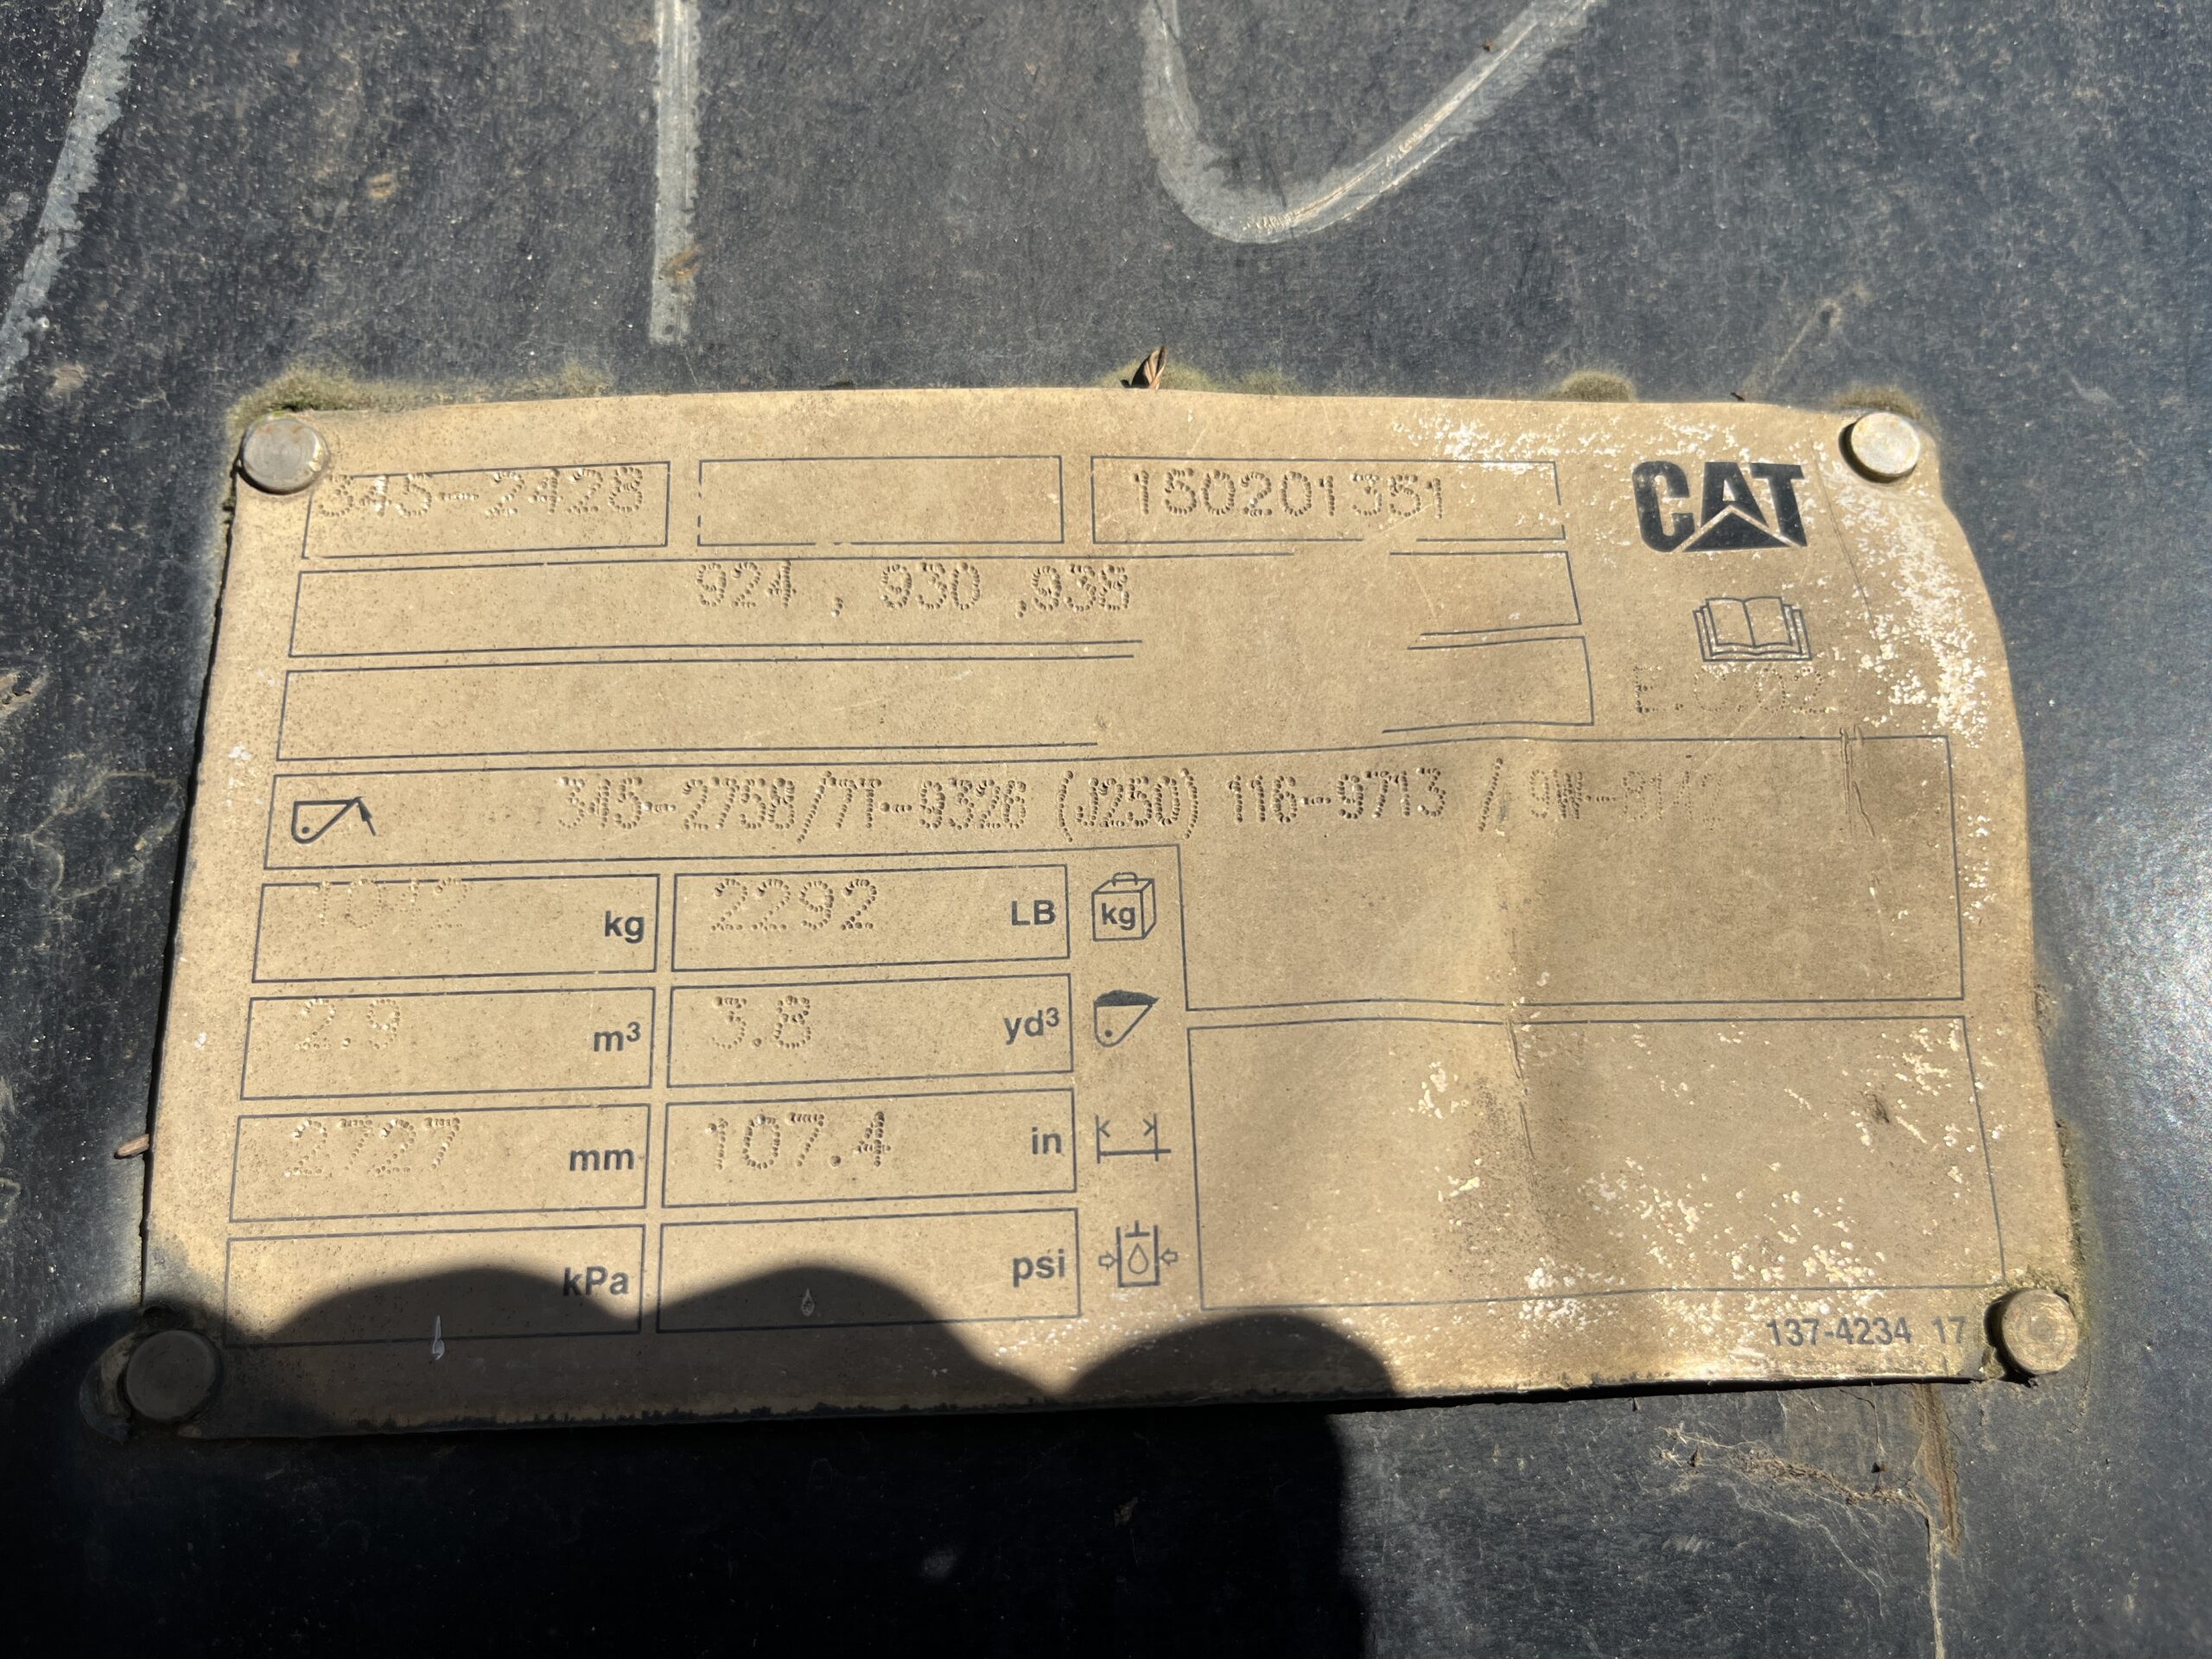 345-2428 150201351 CAT
924 , 930 ,938
E.C.02
345-2758/7T-9326 (J250) 116-9713 /
kg 2292 LB kg
2.9 m³ 3.8 yd³
2727 mm 107.4 in
kPa psi
137-4234 17